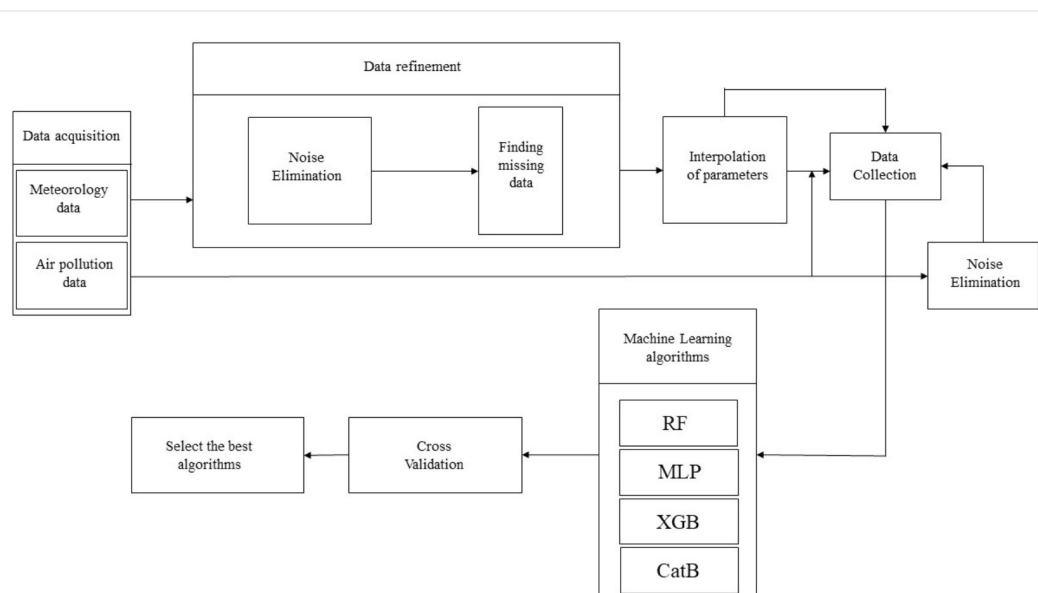 Data refinement
Data acquisition
Meteorology
data
Air pollution
data
Noise
Elimination
Finding
missing
data
Interpolation
of parameters
Data
Collection
Noise
Elimination
Machine Learning
algorithms
RF
MLP
XGB
CatB
Cross
Validation
Select the best
algorithms